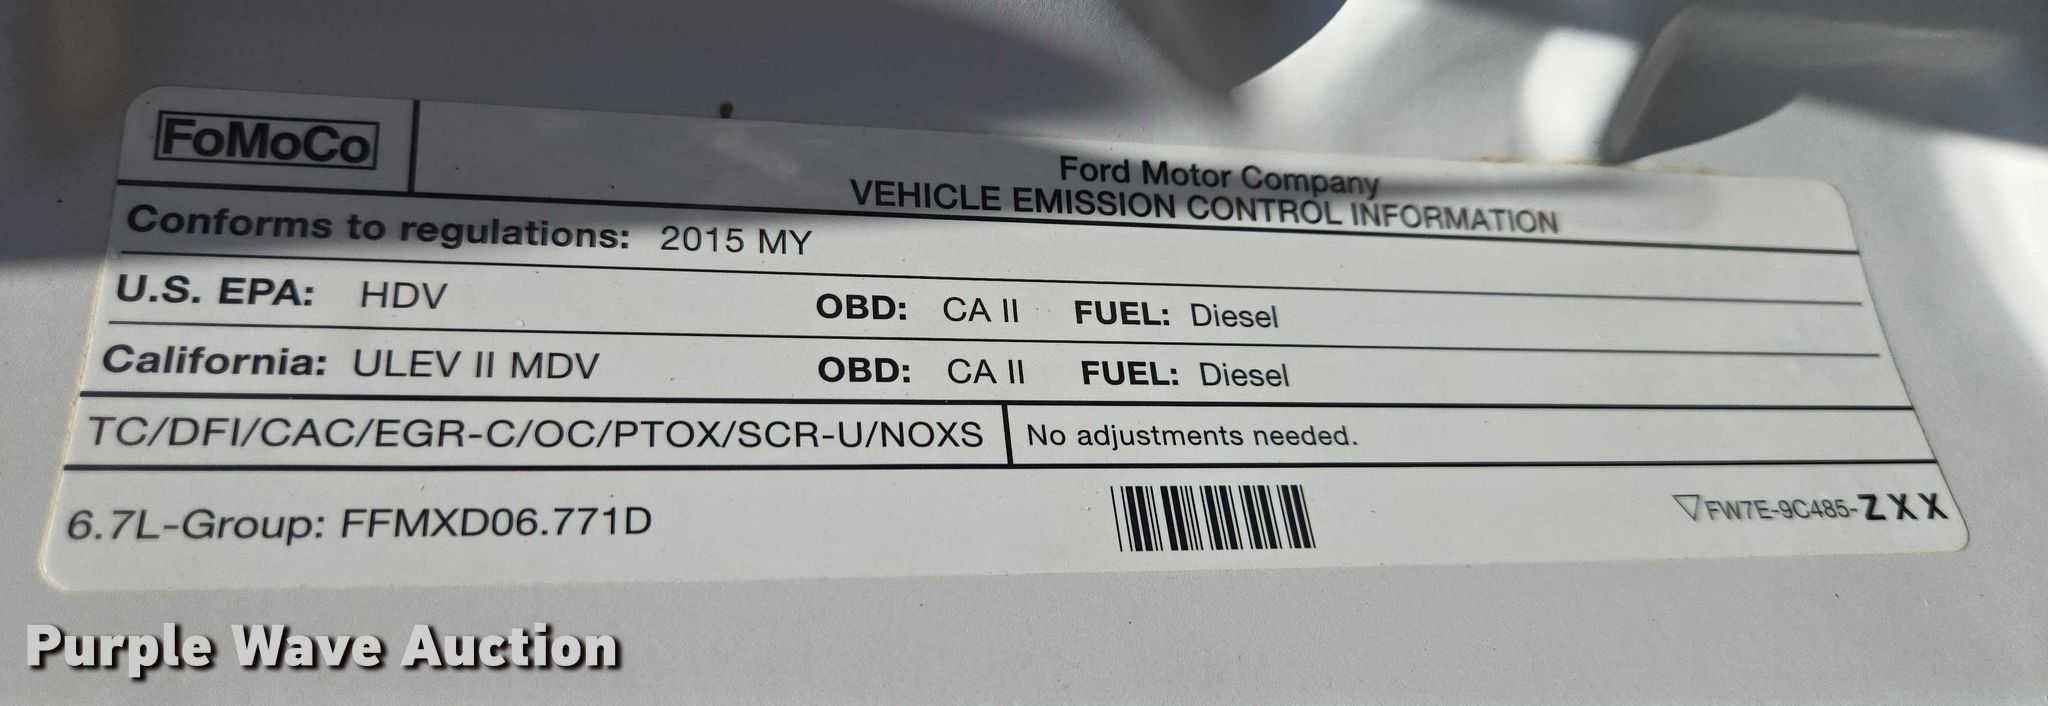 FoMoCo
Ford Motor Company
VEHICLE EMISSION CONTROL INFORMATION
Conforms to regulations: 2015 MY
U.S. EPA: HDV OBD: CA II FUEL: Diesel
California: ULEV II MDV OBD: CA II FUEL: Diesel
TC/DFI/CAC/EGR-C/OC/PTOX/SCR-U/NOXS No adjustments needed.
6.7L-Group: FFMXD06.771D FW7E-9C485-ZXX
Purple Wave Auction